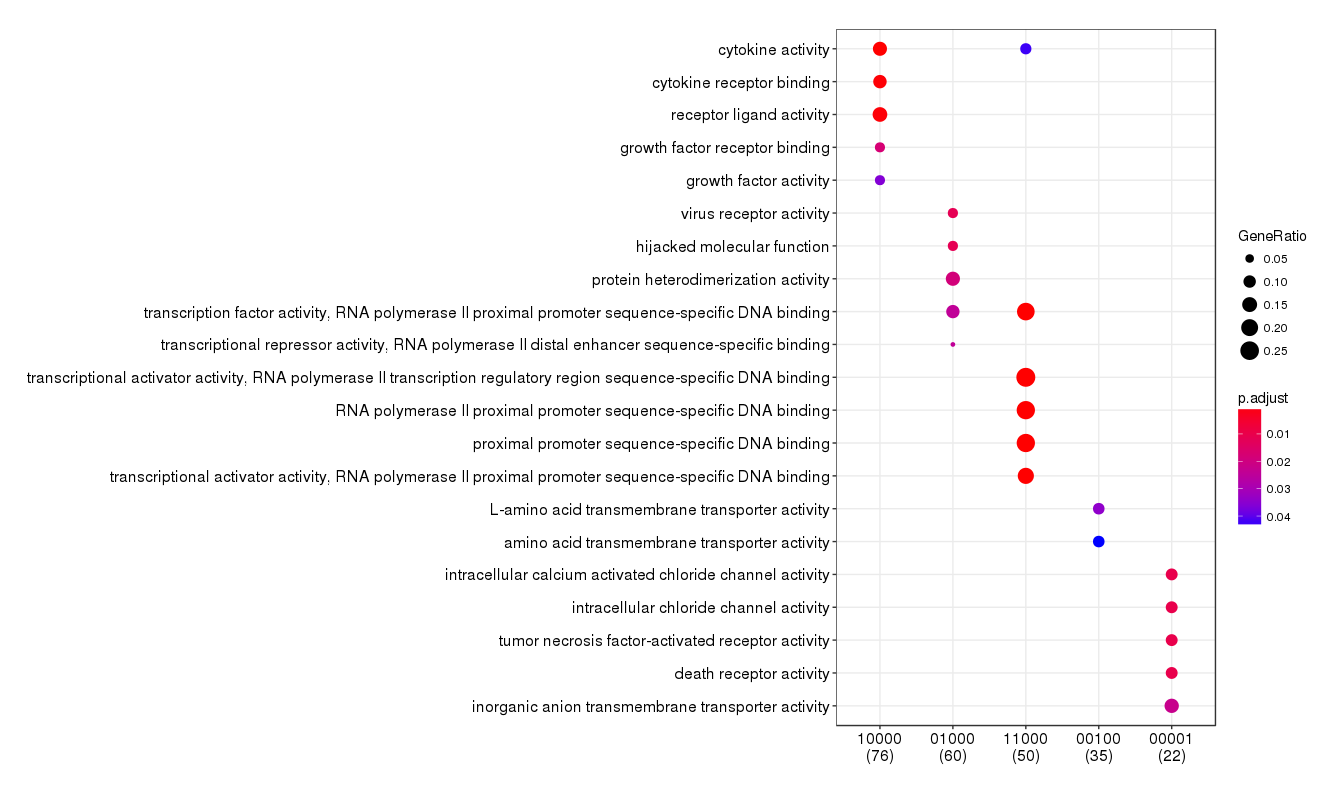 cytokine activity
cytokine receptor binding
receptor ligand activity
growth factor receptor binding
growth factor activity
virus receptor activity
hijacked molecular function
protein heterodimerization activity
transcription factor activity, RNA polymerase II proximal promoter sequence-specific DNA binding
transcriptional repressor activity, RNA polymerase II distal enhancer sequence-specific binding
transcriptional activator activity, RNA polymerase II transcription regulatory region sequence-specific DNA binding
RNA polymerase II proximal promoter sequence-specific DNA binding
proximal promoter sequence-specific DNA binding
transcriptional activator activity, RNA polymerase II proximal promoter sequence-specific DNA binding
L-amino acid transmembrane transporter activity
amino acid transmembrane transporter activity
intracellular calcium activated chloride channel activity
intracellular chloride channel activity
tumor necrosis factor-activated receptor activity
death receptor activity
inorganic anion transmembrane transporter activity
10000 01000 11000 00100 00001
(76) (60) (50) (35) (22)
GeneRatio
0.05
0.10
0.15
0.20
0.25
p.adjust
0.01
0.02
0.03
0.04